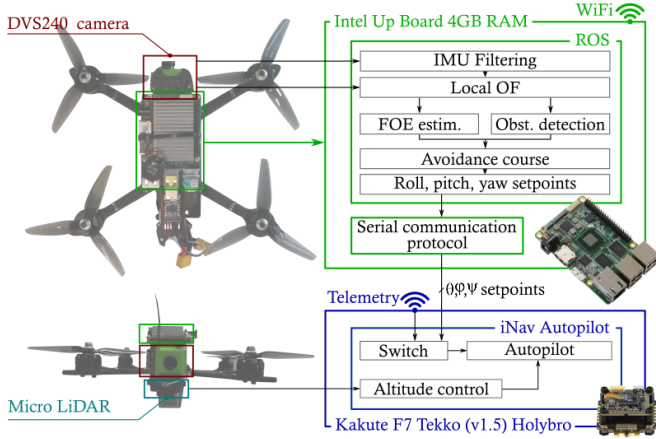 DVS240 camera
WiFi
Intel Up Board 4GB RAM
ROS
IMU Filtering
Local OF
FOE estim.
Obst. detection
Avoidance course
Roll, pitch, yaw setpoints
Serial communication
protocol
θ,φ,ψ setpoints
Telemetry
iNav Autopilot
Switch
Autopilot
Altitude control
Micro LiDAR
Kakute F7 Tekko (v1.5) Holybro